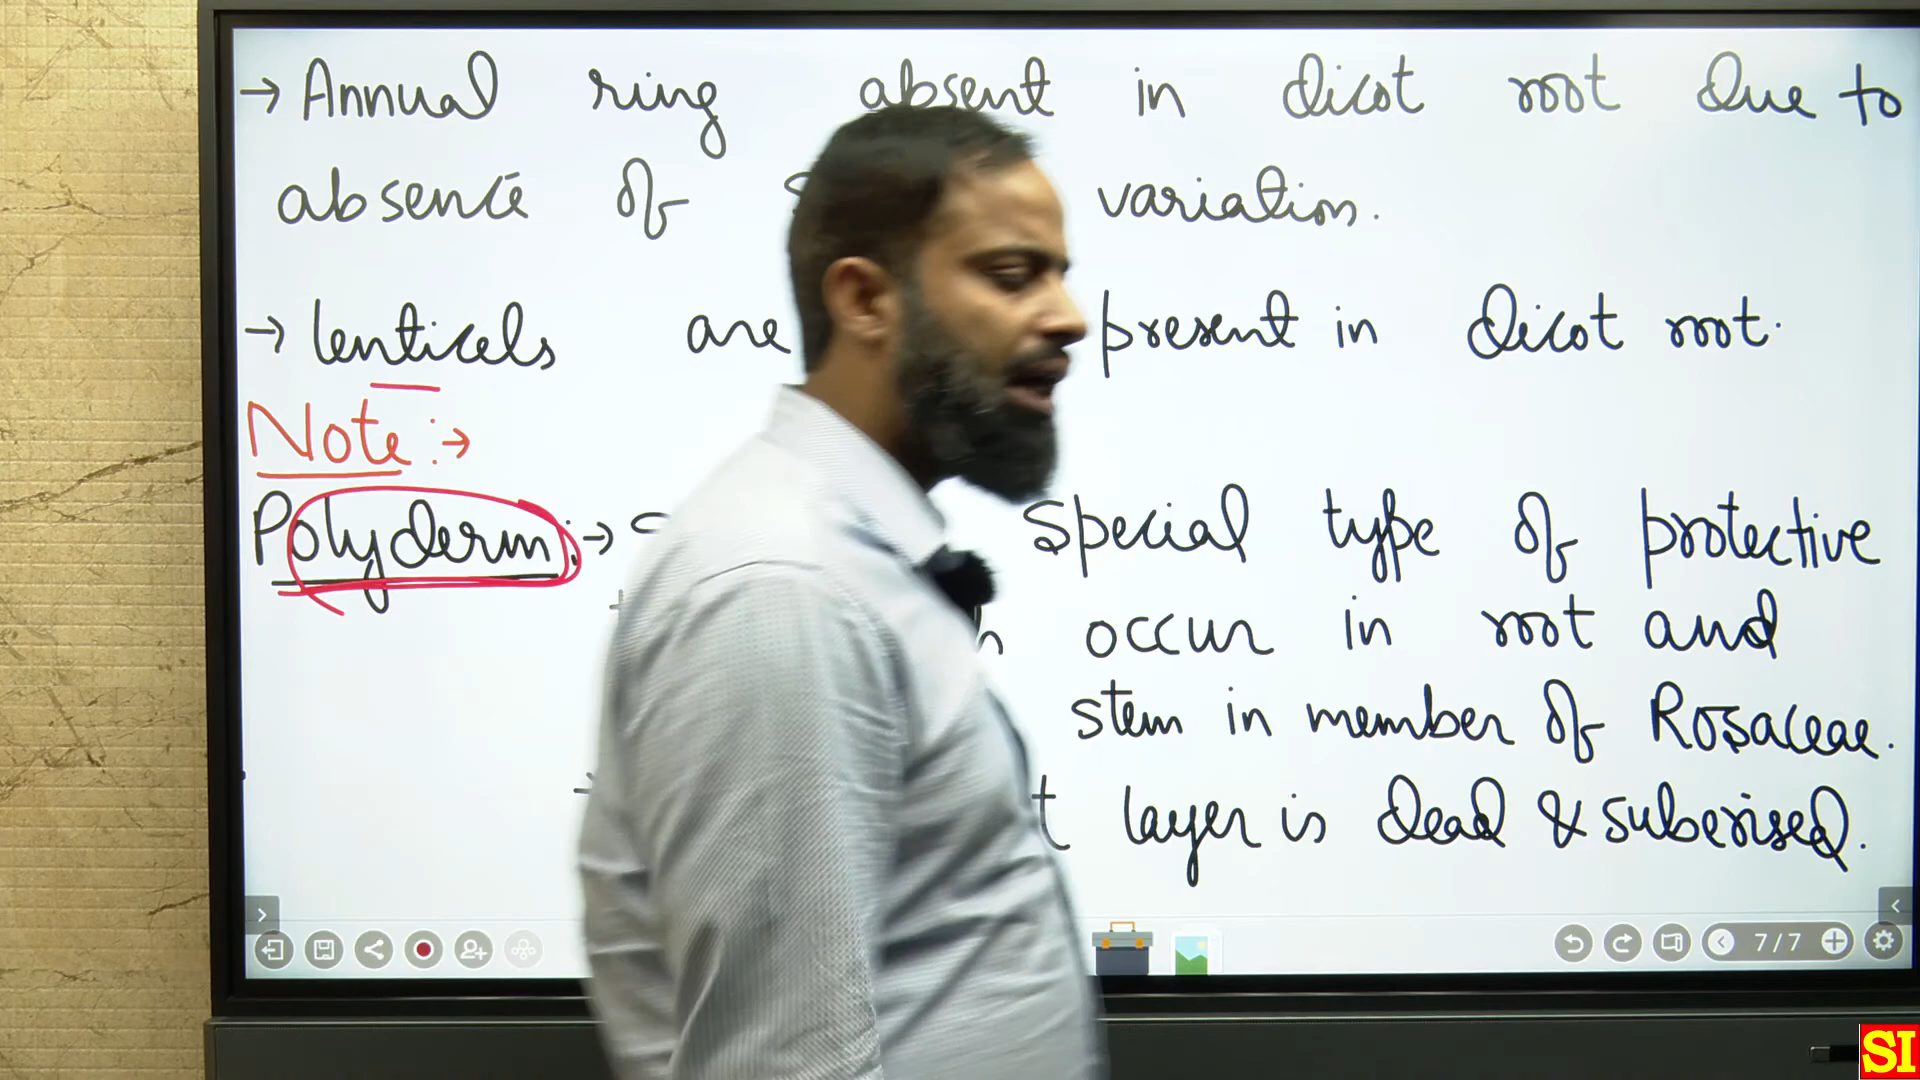 → Annual ring absent in dicot root Due to
absence of variation.
→ lenticels are present in Dicot root.
Note :→
Polyderm :→ special type of protective
occur in root and
stem in member of Rosaceae.
layer is dead & suberised.
7/7
SI